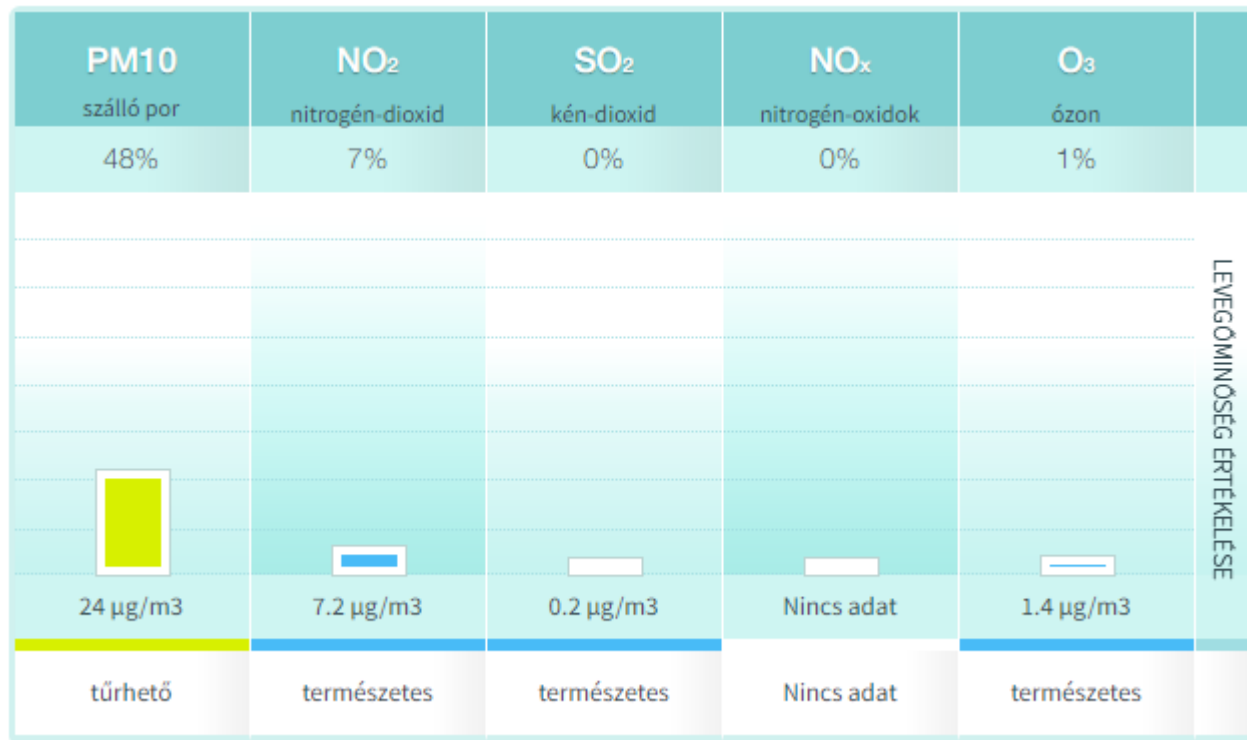 PM10 NO₂ SO₂ NOₓ O₃
szálló por nitrogén-dioxid kén-dioxid nitrogén-oxidok ózon
48% 7% 0% 0% 1%
LEVEGŐMINŐSÉG ÉRTÉKELÉSE
24 µg/m3 7.2 µg/m3 0.2 µg/m3 Nincs adat 1.4 µg/m3
tűrhető természetes természetes Nincs adat természetes